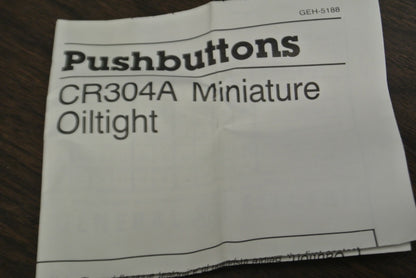 GEH-5188
Pushbuttons
CR304A Miniature
Oiltight